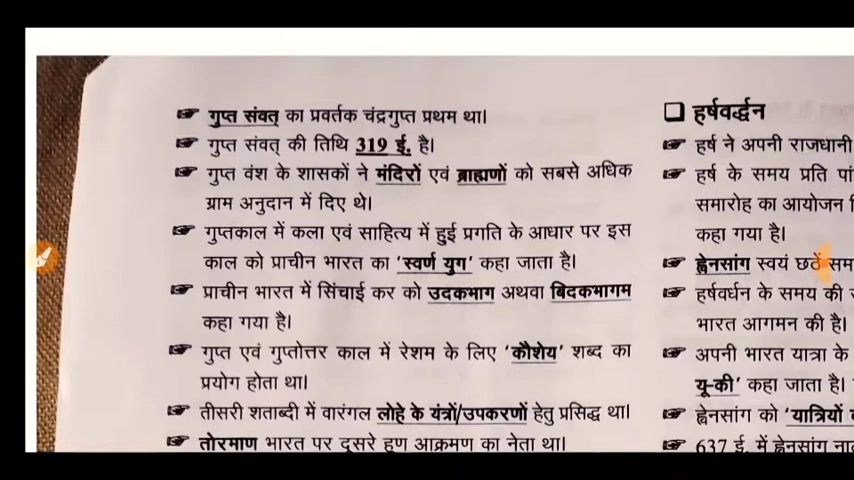 ☞ गुप्त संवत् का प्रवर्तक चंद्रगुप्त प्रथम था।
☞ गुप्त संवत् की तिथि 319 ई. है।
☞ गुप्त वंश के शासकों ने मंदिरों एवं ब्राह्मणों को सबसे अधिक
ग्राम अनुदान में दिए थे।
☞ गुप्तकाल में कला एवं साहित्य में हुई प्रगति के आधार पर इस
काल को प्राचीन भारत का ‘स्वर्ण युग’ कहा जाता है।
☞ प्राचीन भारत में सिंचाई कर को उदकभाग अथवा बिदकभागम
कहा गया है।
☞ गुप्त एवं गुप्तोत्तर काल में रेशम के लिए ‘कौशेय’ शब्द का
प्रयोग होता था।
☞ तीसरी शताब्दी में वारंगल लोहे के यंत्रों/उपकरणों हेतु प्रसिद्ध था।
☞ तोरमाण भारत पर दूसरे हूण आक्रमण का नेता था।
❑ हर्षवर्द्धन
☞ हर्ष ने अपनी राजधानी
☞ हर्ष के समय प्रति पां
समारोह का आयोजन
कहा गया है।
☞ ह्वेनसांग स्वयं छठें सम
☞ हर्षवर्धन के समय की
भारत आगमन की है।
☞ अपनी भारत यात्रा के
यू-की’ कहा जाता है।
☞ ह्वेनसांग को ‘यात्रियों
☞ 637 ई. में ह्वेनसांग